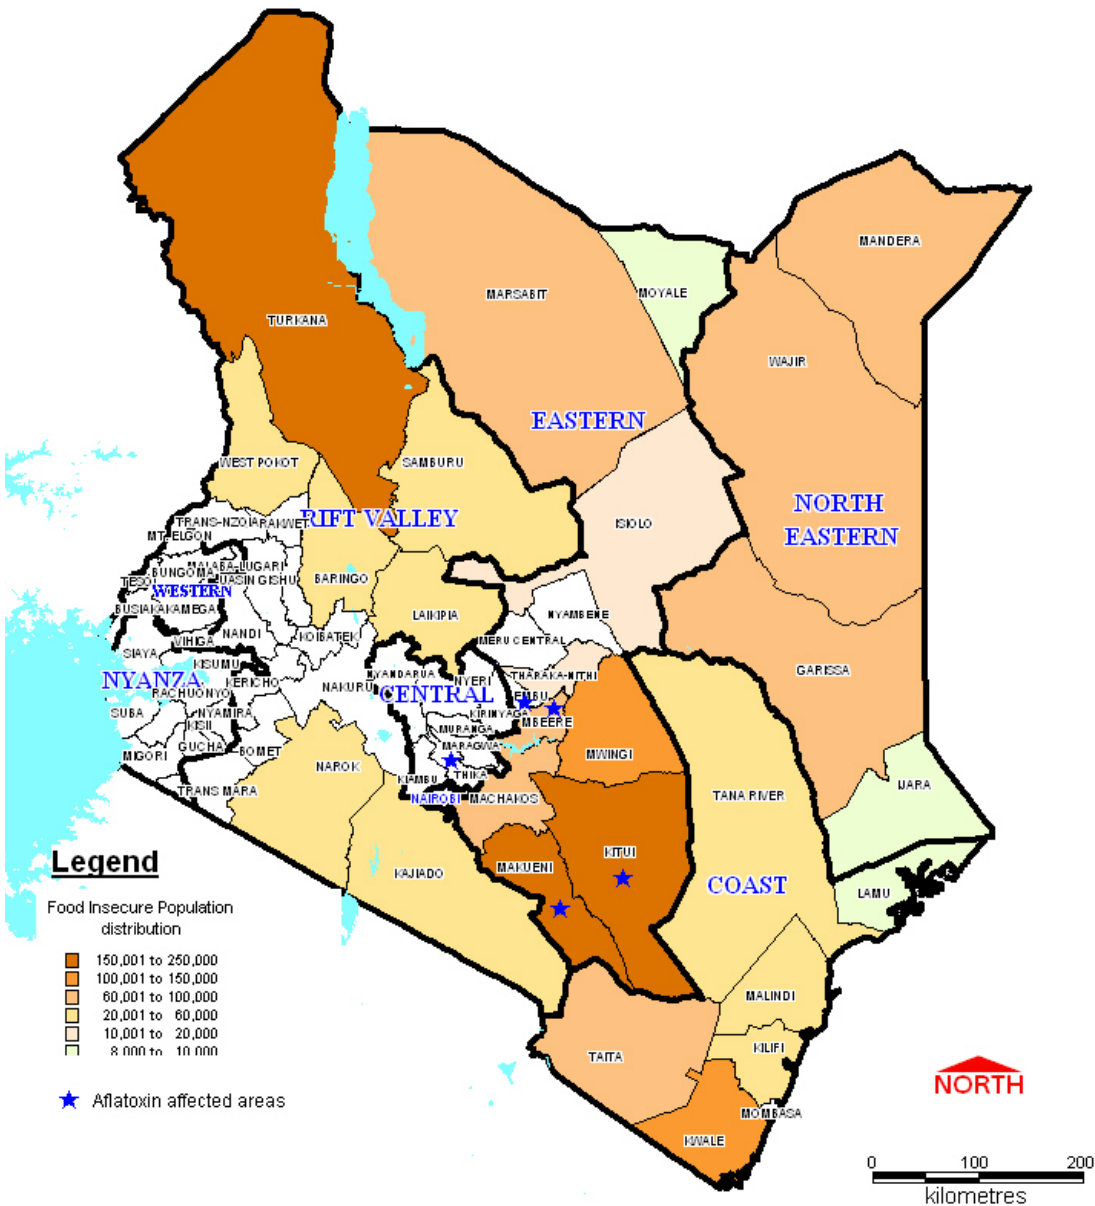 MANDERA
MARSABIT
MOYALE
TURKANA
WAJIR
EASTERN
WEST POKOT
SAMBURU
NORTH
EASTERN
RIFT VALLEY
TRANS-NZOIA
ARAKWET
ISIOLO
MT. ELGON
MALABA-LUGARI
BUNGOMA
UASIN GISHU
TESO
WESTERN
BARINGO
BUSIA
KAKAMEGA
LAIKIPIA
NYAMBENE
VIHIGA
NANDI
KOIBATEK
MERU CENTRAL
SIAYA
KISUMU
NYANZA
KERICHO
NYANDARUA
NYERI
THARAKA-NITHI
GARISSA
RACHUONYO
NAKURU
CENTRAL
EMBU
SUBA
NYAMIRA
KIRINYAGA
MBEERE
KISII
MURANGA
GUCHA
MARAGWA
MIGORI
BOMET
NAROK
MWINGI
KIAMBU
THIKA
TRANS MARA
NAIROBI
MACHAKOS
TANA RIVER
IJARA
KITUI
MAKUENI
KAJIADO
COAST
LAMU
Legend
Food Insecure Population
distribution
150,001 to 250,000
100,001 to 150,000
60,001 to 100,000
20,001 to 60,000
10,001 to 20,000
8,000 to 10,000
MALINDI
KILIFI
TAITA
Aflatoxin affected areas
NORTH
MOMBASA
KWALE
0 100 200
kilometres